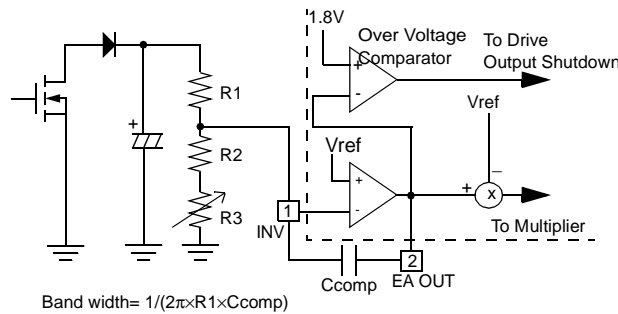 1.8V
Over Voltage
Comparator
To Drive
Output Shutdown
+
-
R1
Vref
+
R2
Vref
+
-
–
+
x
R3
1
INV
To Multiplier
2
Ccomp
EA OUT
Band width= 1/(2π×R1×Ccomp)